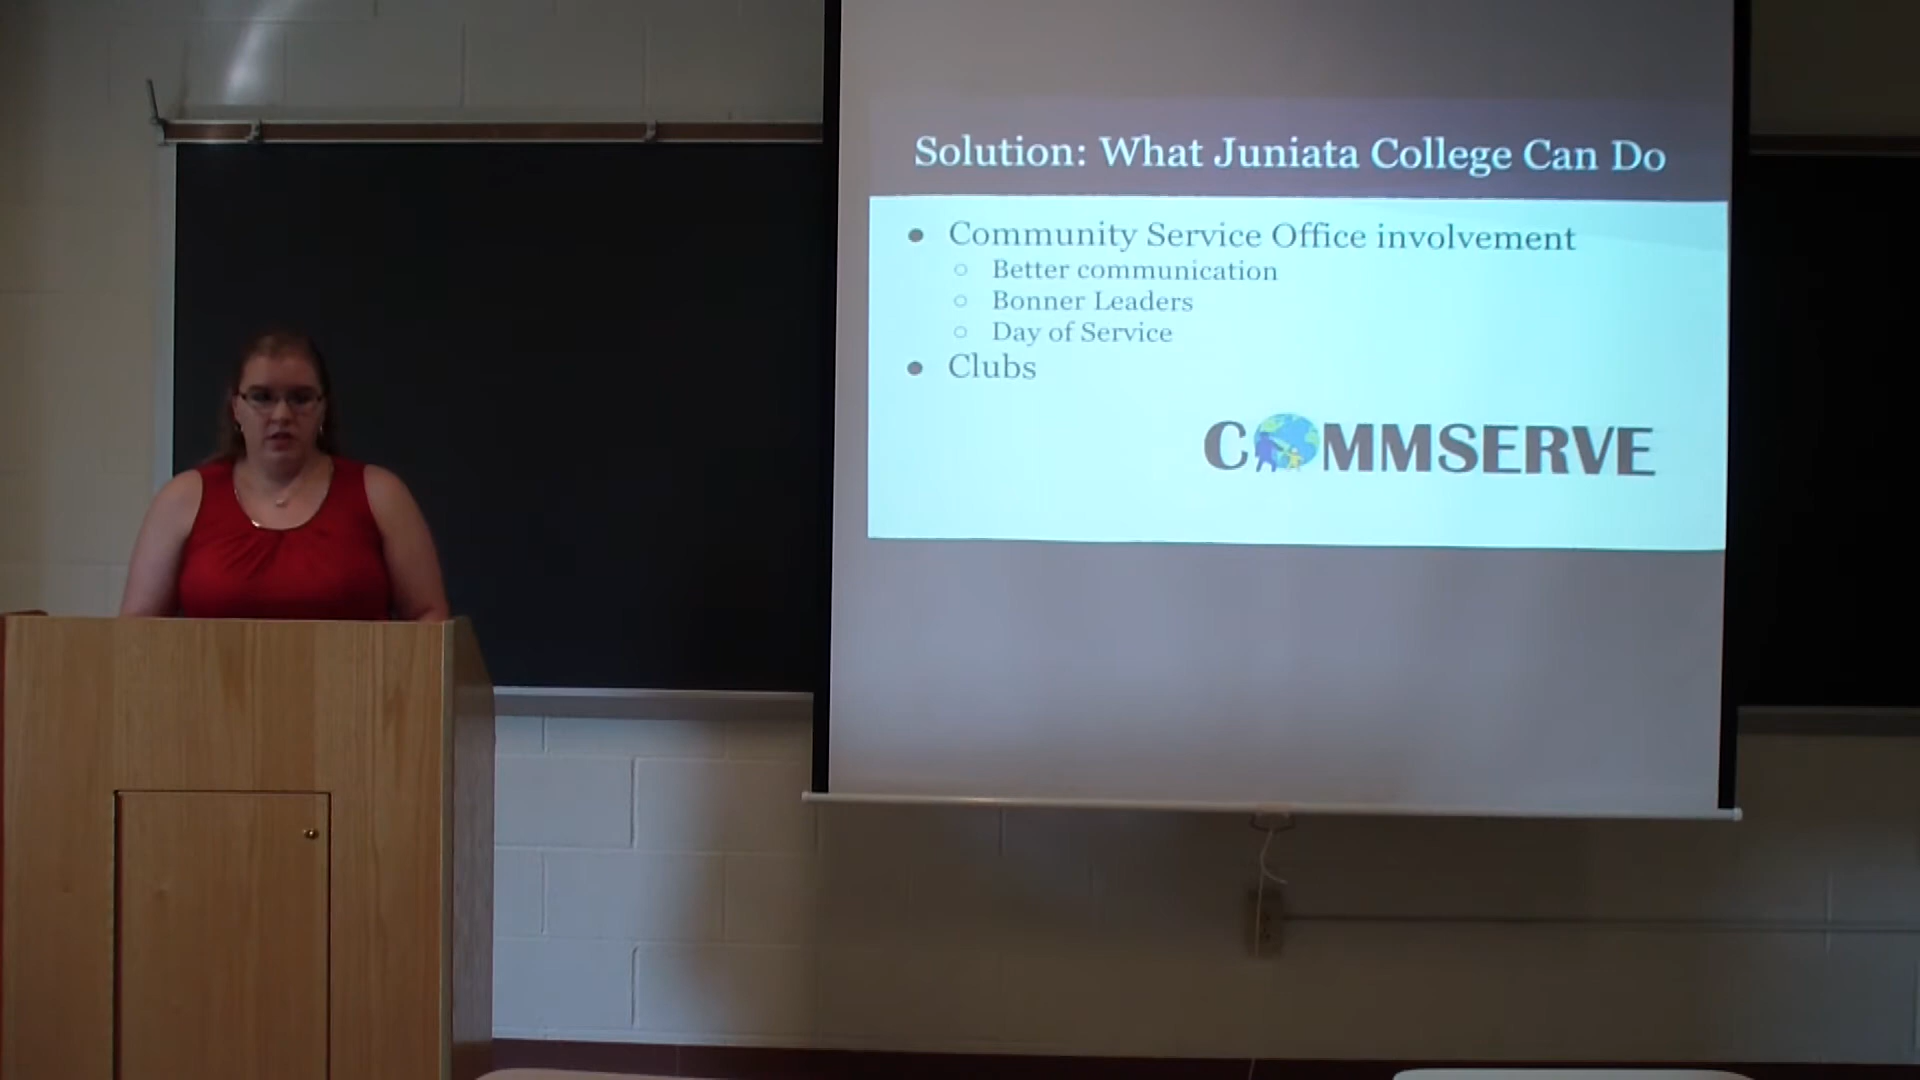 Solution: What Juniata College Can Do
● Community Service Office involvement
○ Better communication
○ Bonner Leaders
○ Day of Service
● Clubs
COMMSERVE